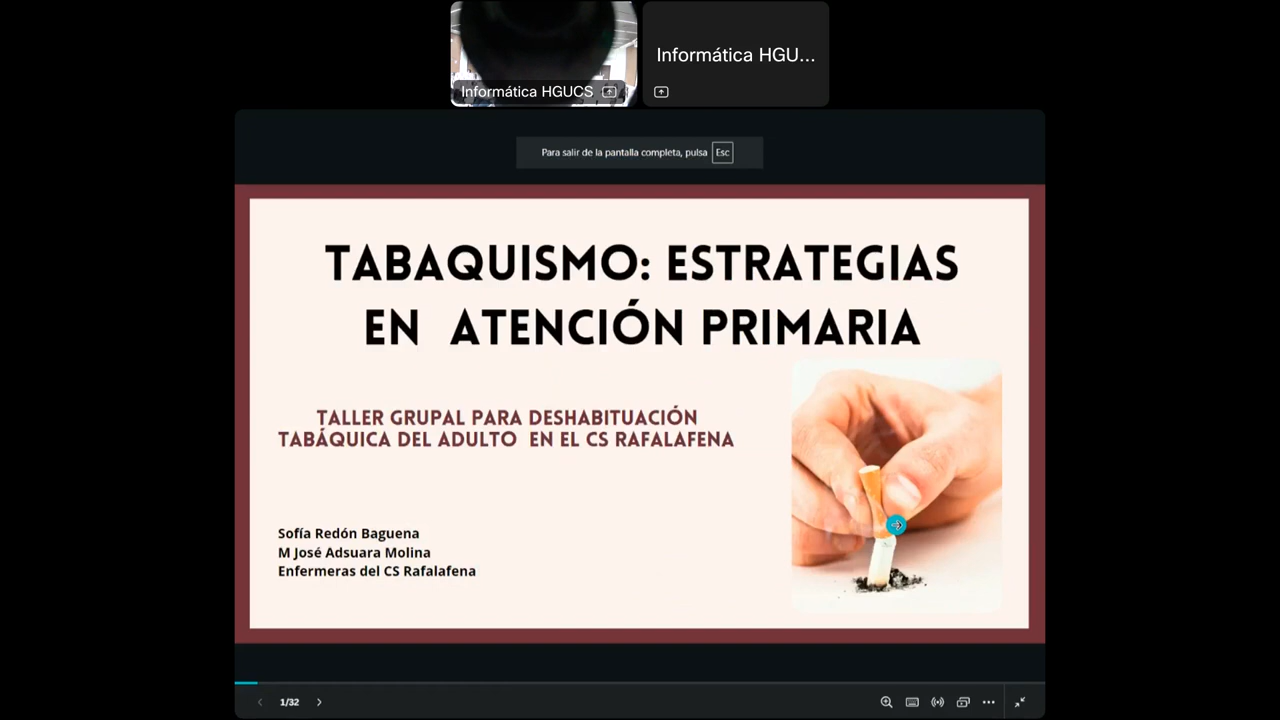 Informática HGUCS
Informática HGU...
Para salir de la pantalla completa, pulsa Esc
TABAQUISMO: ESTRATEGIAS
EN ATENCIÓN PRIMARIA
TALLER GRUPAL PARA DESHABITUACIÓN
TABÁQUICA DEL ADULTO EN EL CS RAFALAFENA
Sofía Redón Baguena
M José Adsuara Molina
Enfermeras del CS Rafalafena
1/32